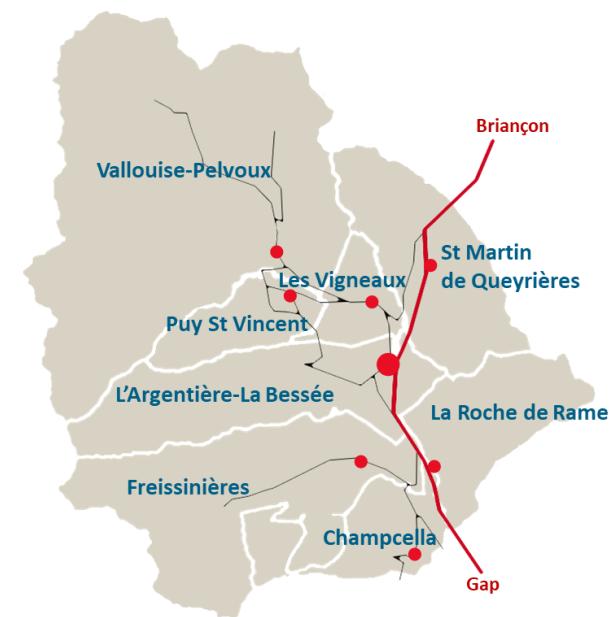 Briançon
Vallouise-Pelvoux
St Martin
de Queyrières
Les Vigneaux
Puy St Vincent
L'Argentière-La Bessée
La Roche de Rame
Freissinières
Champcella
Gap